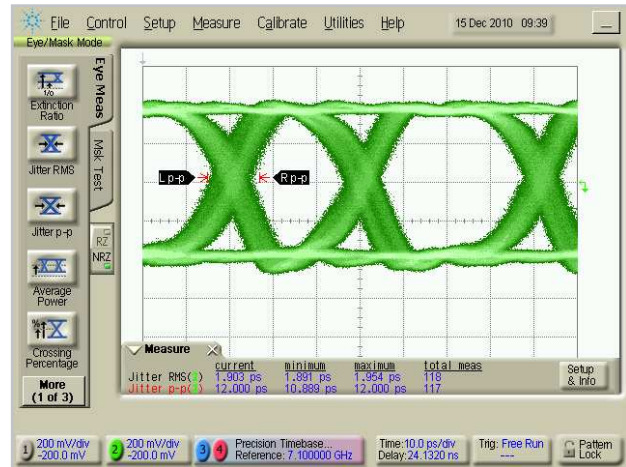 File Control Setup Measure Calibrate Utilities Help 15 Dec 2010 09:39
Eye/Mask Mode
Extinction
Ratio
Jitter RMS
Jitter p-p
Average
Power
Crossing
Percentage
More
(1 of 3)
Eye Meas
Msk Test
RZ
NRZ
L p-p R p-p
Measure
current minimum maximum total meas
Jitter RMS(2) 1.903 ps 1.891 ps 1.954 ps 118
Jitter p-p(2) 12.000 ps 10.889 ps 12.000 ps 117
Setup
& Info
1 200 mV/div
-200.0 mV
2 200 mV/div
-200.0 mV
3 4 Precision Timebase...
Reference: 7.100000 GHz
Time:10.0 ps/div
Delay:24.1320 ns
Trig: Free Run
---
Pattern
Lock